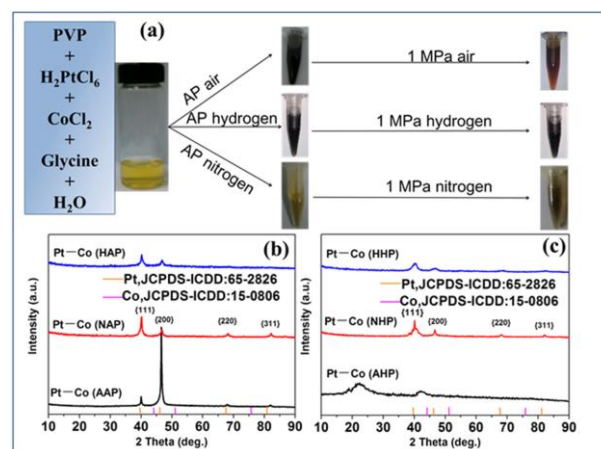 (a)
PVP
+
H₂PtCl₆
+
CoCl₂
+
Glycine
+
H₂O
AP air
AP hydrogen
AP nitrogen
1 MPa air
1 MPa hydrogen
1 MPa nitrogen
(b)
Pt—Co (HAP)
Pt,JCPDS-ICDD:65-2826
Co,JCPDS-ICDD:15-0806
{111}
{200}
{220}
{311}
Pt—Co (NAP)
Pt—Co (AAP)
Intensity (a.u.)
10 20 30 40 50 60 70 80 90
2 Theta (deg.)
(c)
Pt—Co (HHP)
Pt,JCPDS-ICDD:65-2826
Co,JCPDS-ICDD:15-0806
{111}
{200}
{220}
{311}
Pt—Co (NHP)
Pt—Co (AHP)
Intensity (a.u.)
10 20 30 40 50 60 70 80 90
2 Theta (deg.)